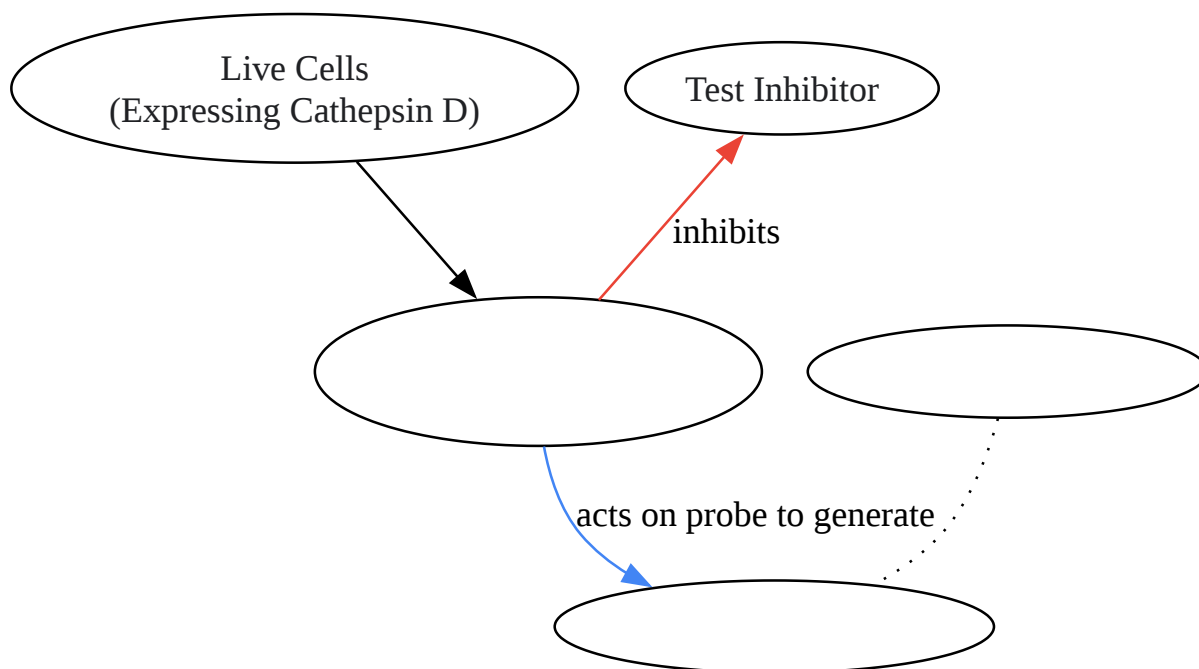 Live Cells
(Expressing Cathepsin D)
Test Inhibitor
inhibits
acts on probe to generate